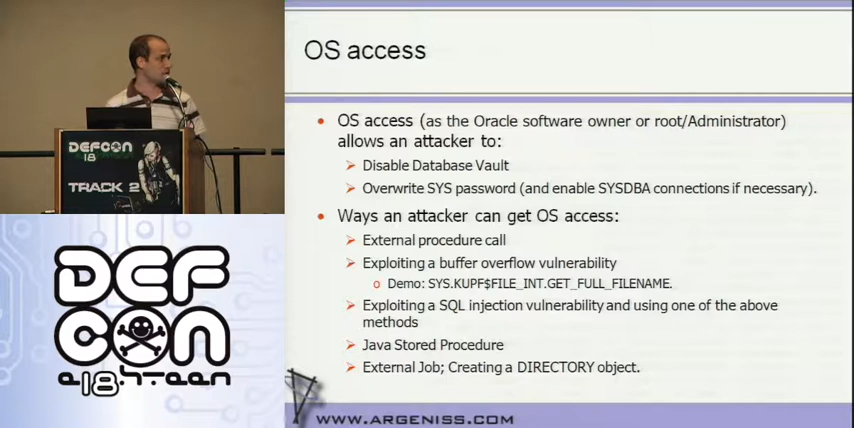 OS access
OS access (as the Oracle software owner or root/Administrator)
allows an attacker to:
Disable Database Vault
Overwrite SYS password (and enable SYSDBA connections if necessary).
Ways an attacker can get OS access:
External procedure call
Exploiting a buffer overflow vulnerability
Demo: SYS.KUPF$FILE_INT.GET_FULL_FILENAME.
Exploiting a SQL injection vulnerability and using one of the above
methods
Java Stored Procedure
External Job; Creating a DIRECTORY object.
WWW.ARGENISS.COM
DEFCON
18
TRACK 2
DEF
CON
e18hteen